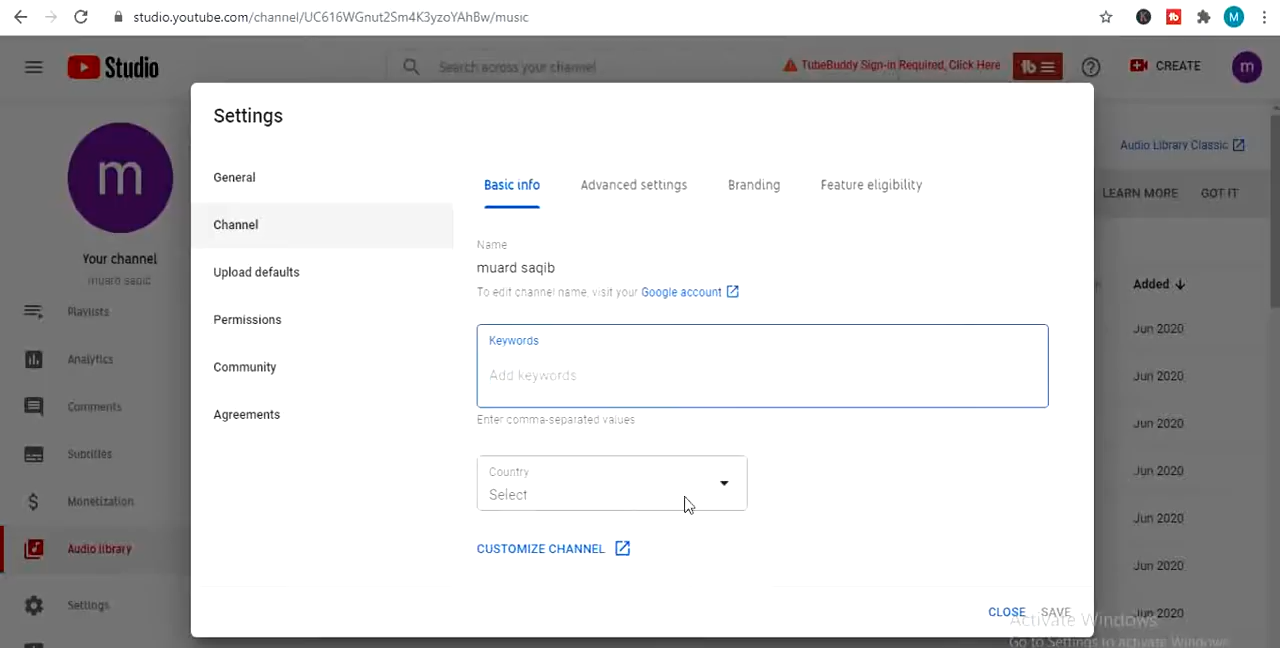 studio.youtube.com/channel/UC616WGnut2Sm4K3yzoYAhBw/music
K
M
Studio
Search across your channel
TubeBuddy Sign-in Required, Click Here
CREATE
m
m
Your channel
Playlists
Analytics
Comments
Subtitles
Monetization
Audio library
Settings
Settings
General
Channel
Upload defaults
Permissions
Community
Agreements
Basic info
Advanced settings
Branding
Feature eligibility
Name
muard saqib
To edit channel name, visit your Google account
Keywords
Add keywords
Enter comma-separated values
Country
Select
CUSTOMIZE CHANNEL
CLOSE
SAVE
Audio Library Classic
LEARN MORE
GOT IT
Added
Jun 2020
Jun 2020
Jun 2020
Jun 2020
Jun 2020
Jun 2020
Jun 2020
Activate Windows
Go to Settings to activate Windows.